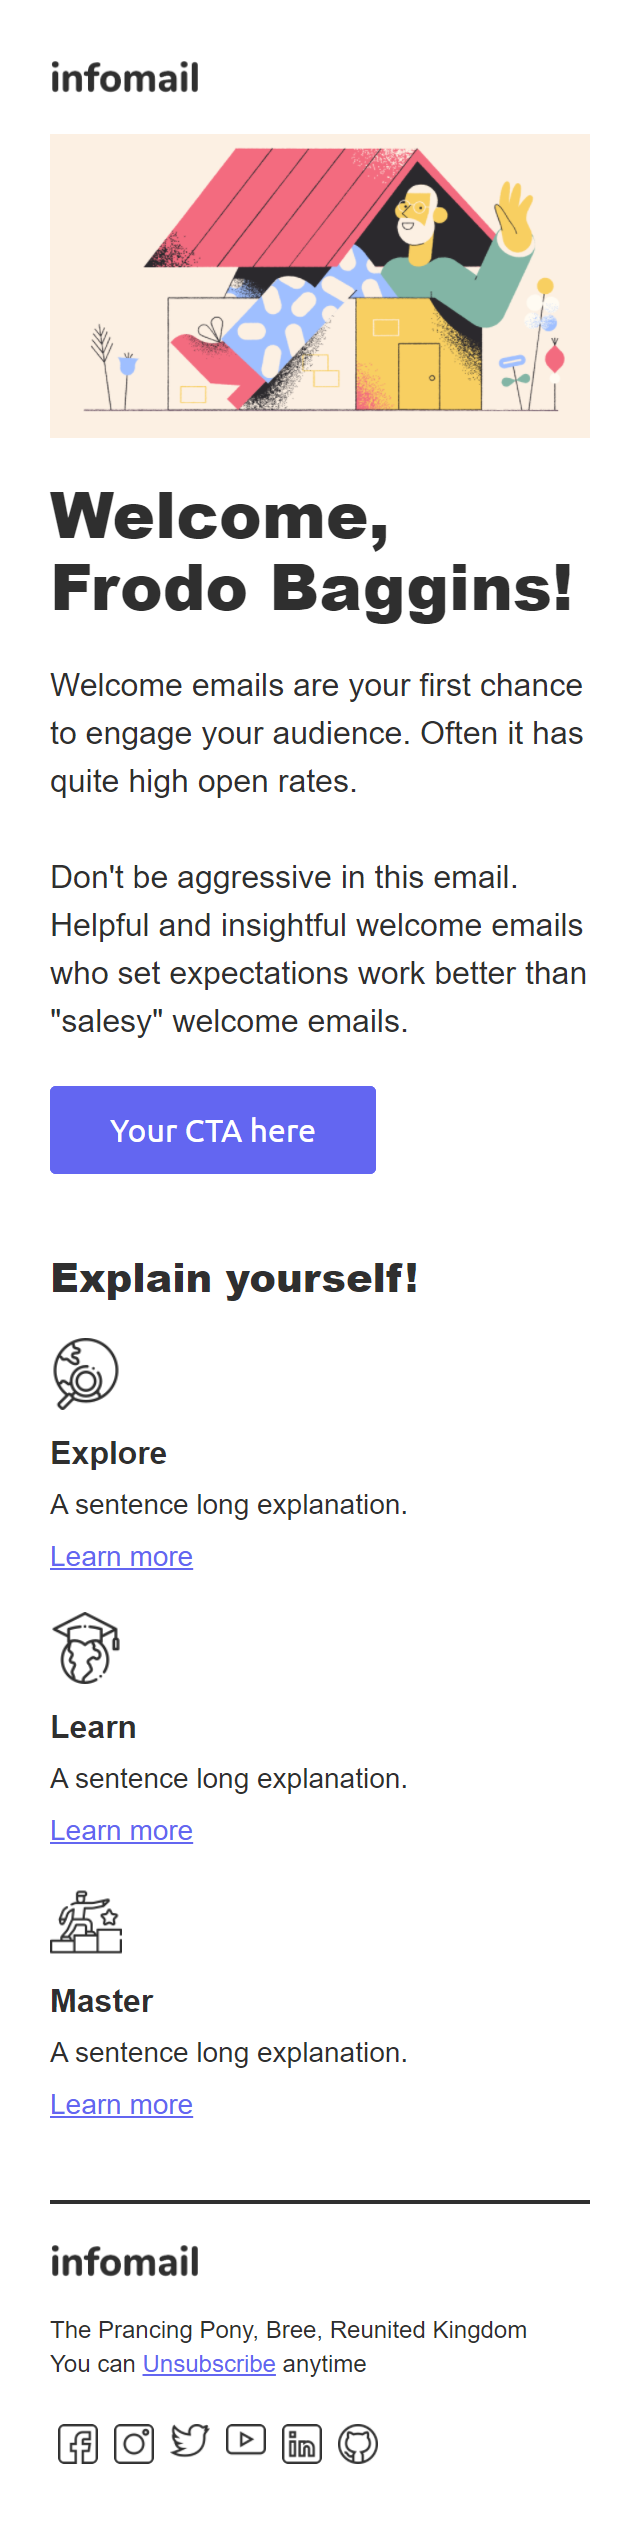 infomail
Welcome,
Frodo Baggins!
Welcome emails are your first chance
to engage your audience. Often it has
quite high open rates.
Don't be aggressive in this email.
Helpful and insightful welcome emails
who set expectations work better than
"salesy" welcome emails.
Your CTA here
Explain yourself!
Explore
A sentence long explanation.
Learn more
Learn
A sentence long explanation.
Learn more
Master
A sentence long explanation.
Learn more
infomail
The Prancing Pony, Bree, Reunited Kingdom
You can Unsubscribe anytime